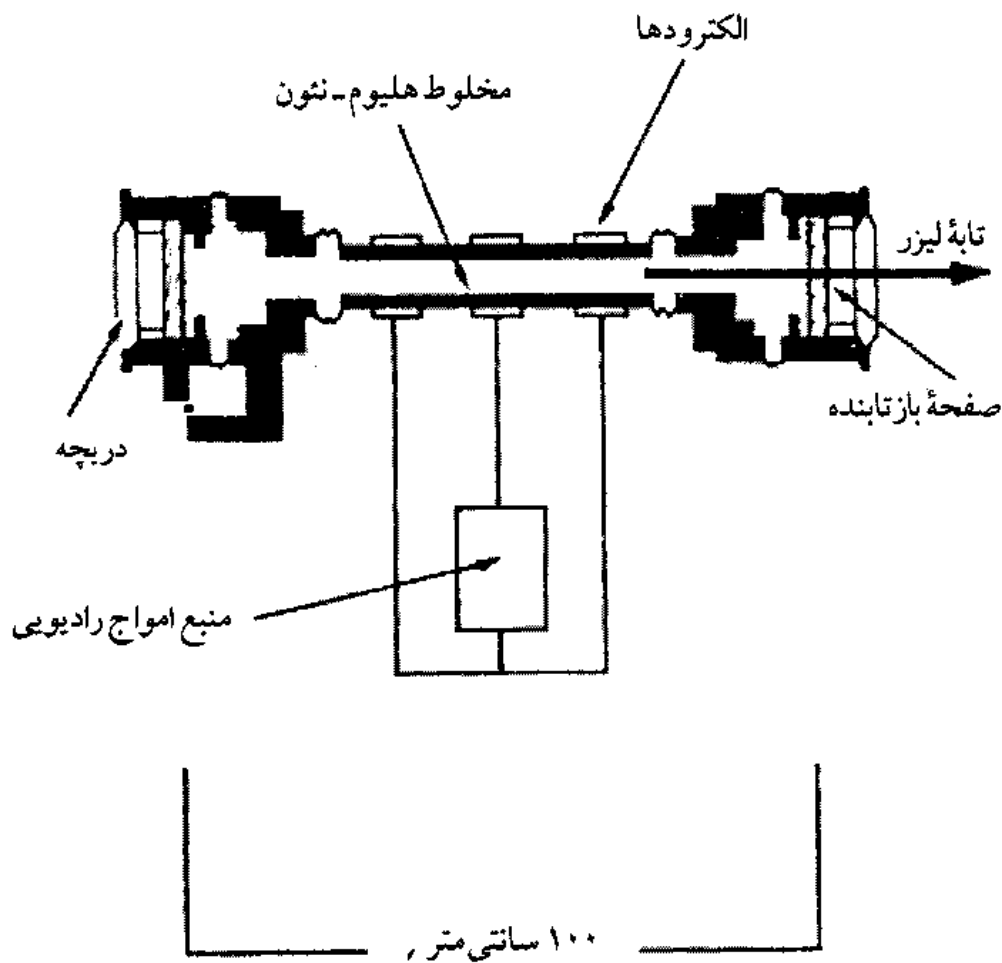 الکترودها
مخلوط هلیوم ـ نئون
تابهٔ لیزر
صفحهٔ بازتابنده
دریچه
منبع امواج رادیویی
۱۰۰ سانتی متر